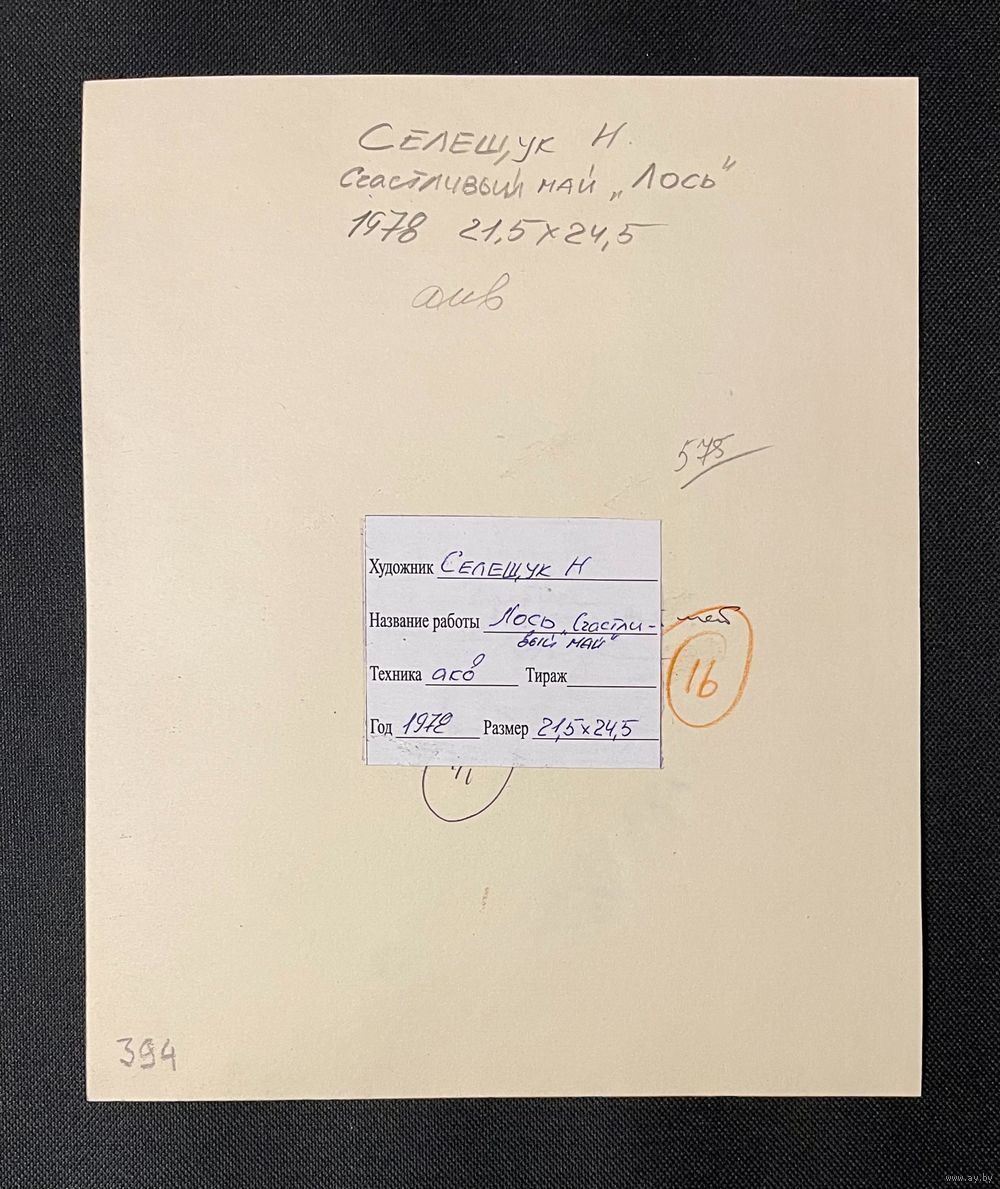 Селещук Н.
Счастливый май „Лось"
1978 21,5 х 24,5
575
Художник Селещук Н
Название работы Лось „Счастли-
вый май"
16
Техника Тираж
Год 1978 Размер 21,5 х 24,5
394
www.ay.by